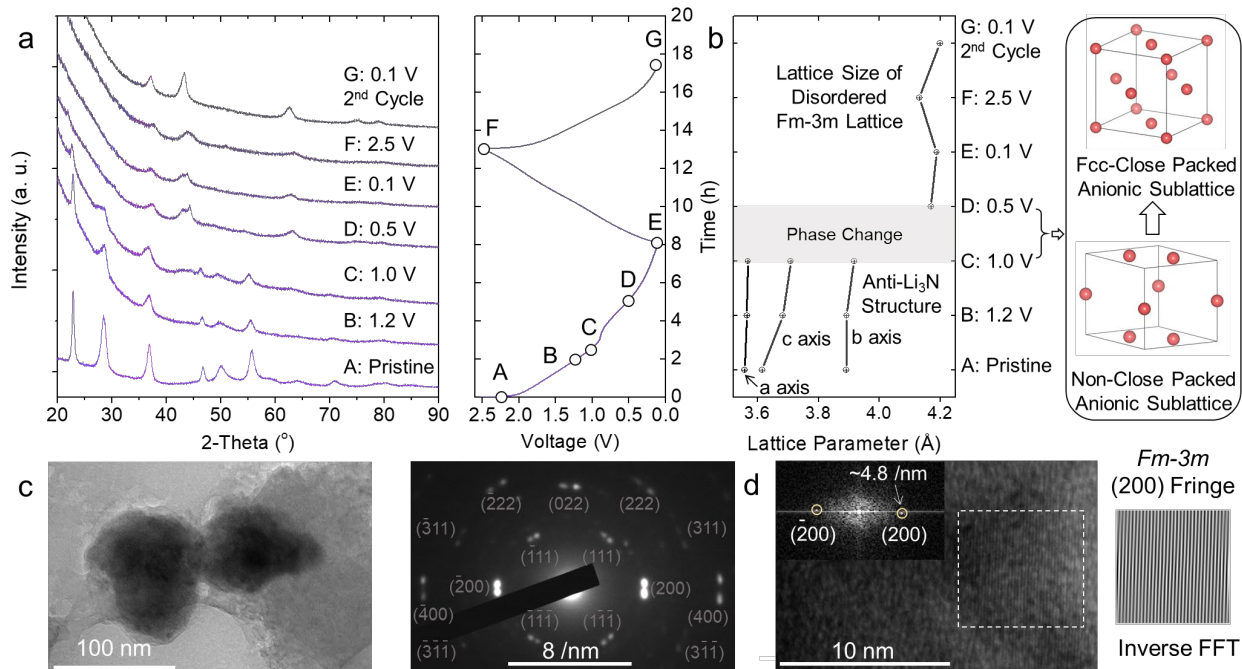 a
Intensity (a. u.)
G: 0.1 V
2nd Cycle
F: 2.5 V
E: 0.1 V
D: 0.5 V
C: 1.0 V
B: 1.2 V
A: Pristine
20 30 40 50 60 70 80 90
2-Theta (°)
G
F
E
D
C
B
A
2.5 2.0 1.5 1.0 0.5 0.0
Voltage (V)
20
18
16
14
12
10
8
6
4
2
0
Time (h)
b
Lattice Size of
Disordered
Fm-3m Lattice
Phase Change
Anti-Li3N
Structure
c axis
b axis
a axis
3.6 3.8 4.0 4.2
Lattice Parameter (Å)
G: 0.1 V
2nd Cycle
F: 2.5 V
E: 0.1 V
D: 0.5 V
C: 1.0 V
B: 1.2 V
A: Pristine
Fcc-Close Packed
Anionic Sublattice
Non-Close Packed
Anionic Sublattice
c
100 nm
(2̄22) (022) (222)
(3̄11) (311)
(1̄11) (111)
(2̄00) (200)
(4̄00) (400)
(1̄1̄1̄) (11̄1̄)
(3̄1̄1̄) (31̄1̄)
8 /nm
d
~4.8 /nm
(2̄00) (200)
10 nm
Fm-3m
(200) Fringe
Inverse FFT